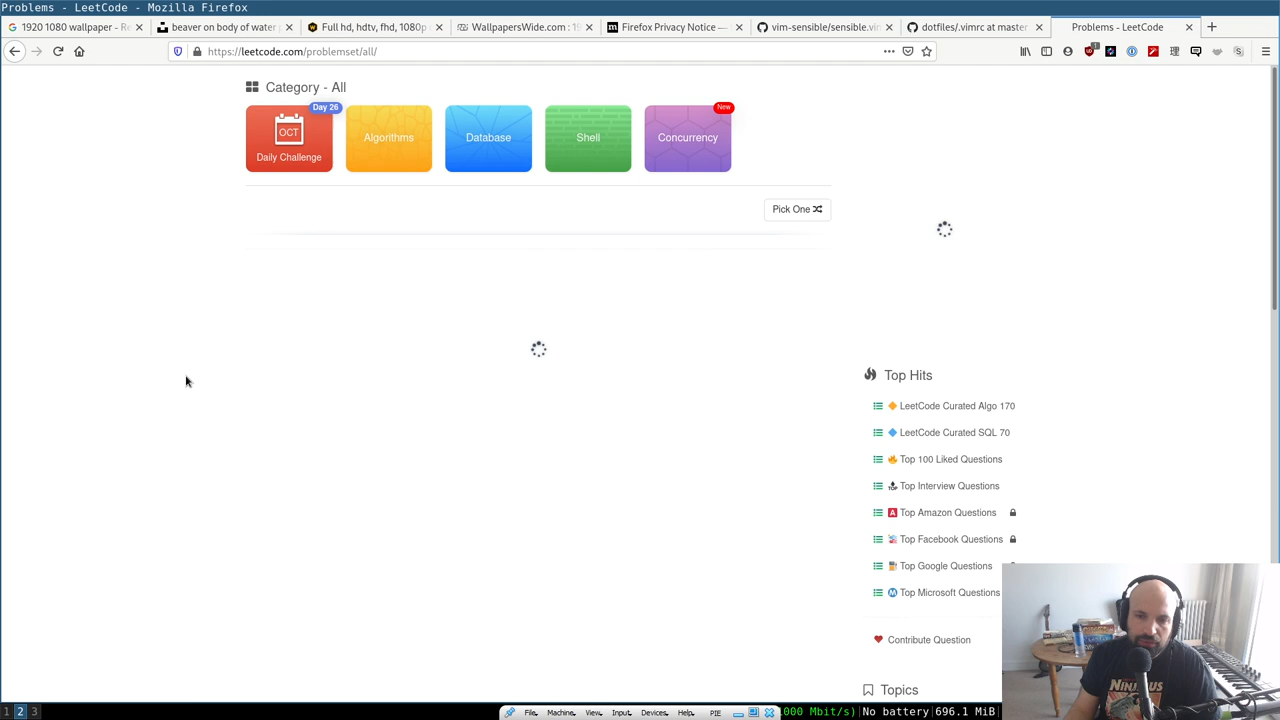 Problems - LeetCode - Mozilla Firefox
1920 1080 wallpaper - Re
beaver on body of water p
Full hd, hdtv, fhd, 1080p
WallpapersWide.com : 19
Firefox Privacy Notice —
vim-sensible/sensible.vim
dotfiles/.vimrc at master
Problems - LeetCode
https://leetcode.com/problemset/all/
Category - All
Day 26
OCT
Daily Challenge
Algorithms
Database
Shell
New
Concurrency
Pick One
Top Hits
LeetCode Curated Algo 170
LeetCode Curated SQL 70
Top 100 Liked Questions
Top Interview Questions
Top Amazon Questions
Top Facebook Questions
Top Google Questions
Top Microsoft Questions
Contribute Question
Topics
1 2 3
File Machine View Input Devices Help PIE
000 Mbit/s)|No battery|696.1 MiB